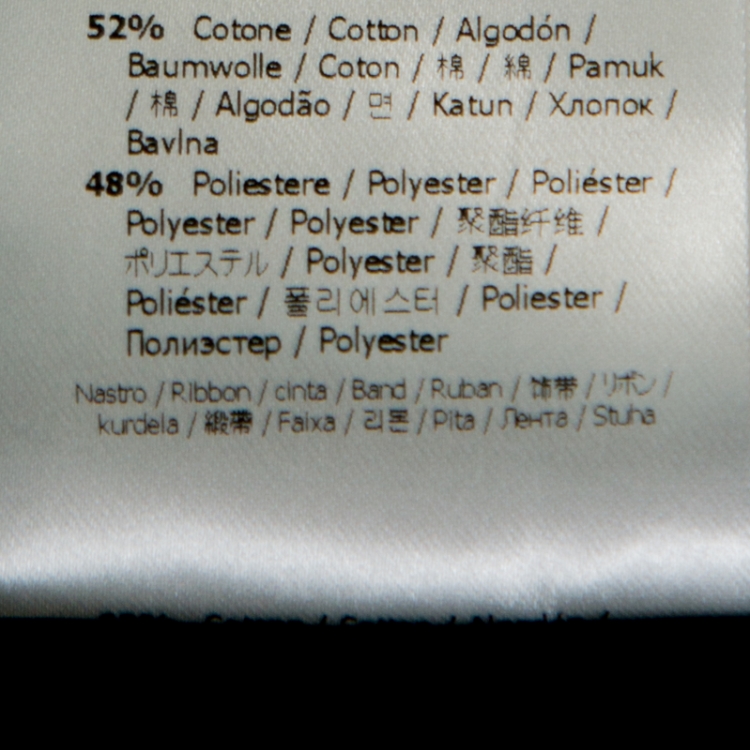 52% Cotone / Cotton / Algodón /
Baumwolle / Coton / 棉 / 綿 / Pamuk
/ 棉 / Algodão / 면 / Katun / Хлопок /
Bavlna
48% Poliestere / Polyester / Poliéster /
Polyester / Polyester / 聚酯纤维 /
ポリエステル / Polyester / 聚酯 /
Poliéster / 폴리에스터 / Poliester /
Полиэстер / Polyester
Nastro / Ribbon / cinta / Band / Ruban / 饰带 / リボン /
kurdela / 緞帶 / Faixa / 리본 / Pita / Лента / Stuha